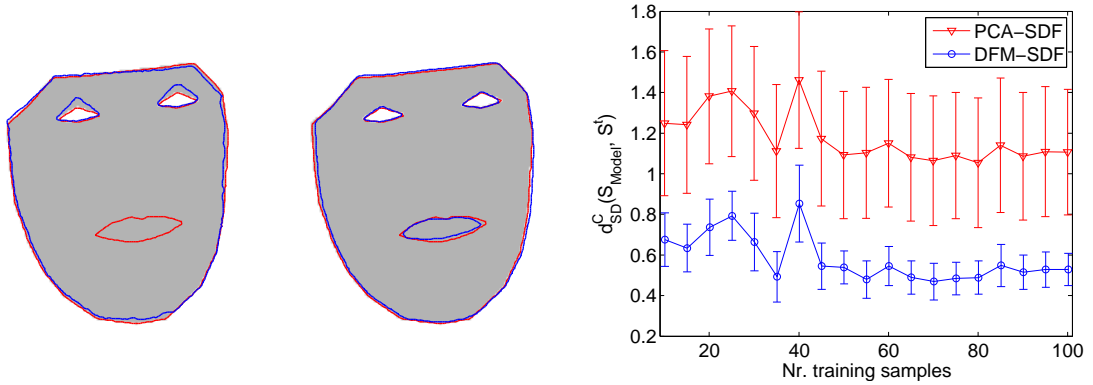 1.8
1.6
1.4
1.2
1
0.8
0.6
0.4
0.2
d_SD^C(S_Model, S^t)
PCA−SDF
DFM−SDF
20 40 60 80 100
Nr. training samples